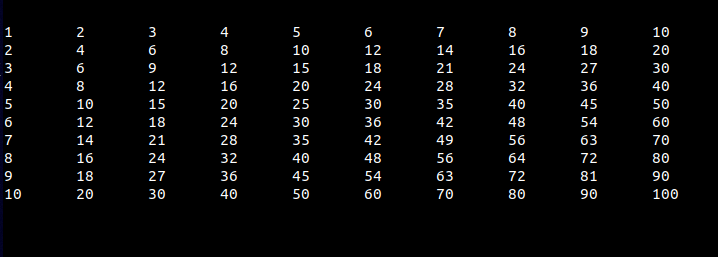 1 2 3 4 5 6 7 8 9 10
2 4 6 8 10 12 14 16 18 20
3 6 9 12 15 18 21 24 27 30
4 8 12 16 20 24 28 32 36 40
5 10 15 20 25 30 35 40 45 50
6 12 18 24 30 36 42 48 54 60
7 14 21 28 35 42 49 56 63 70
8 16 24 32 40 48 56 64 72 80
9 18 27 36 45 54 63 72 81 90
10 20 30 40 50 60 70 80 90 100